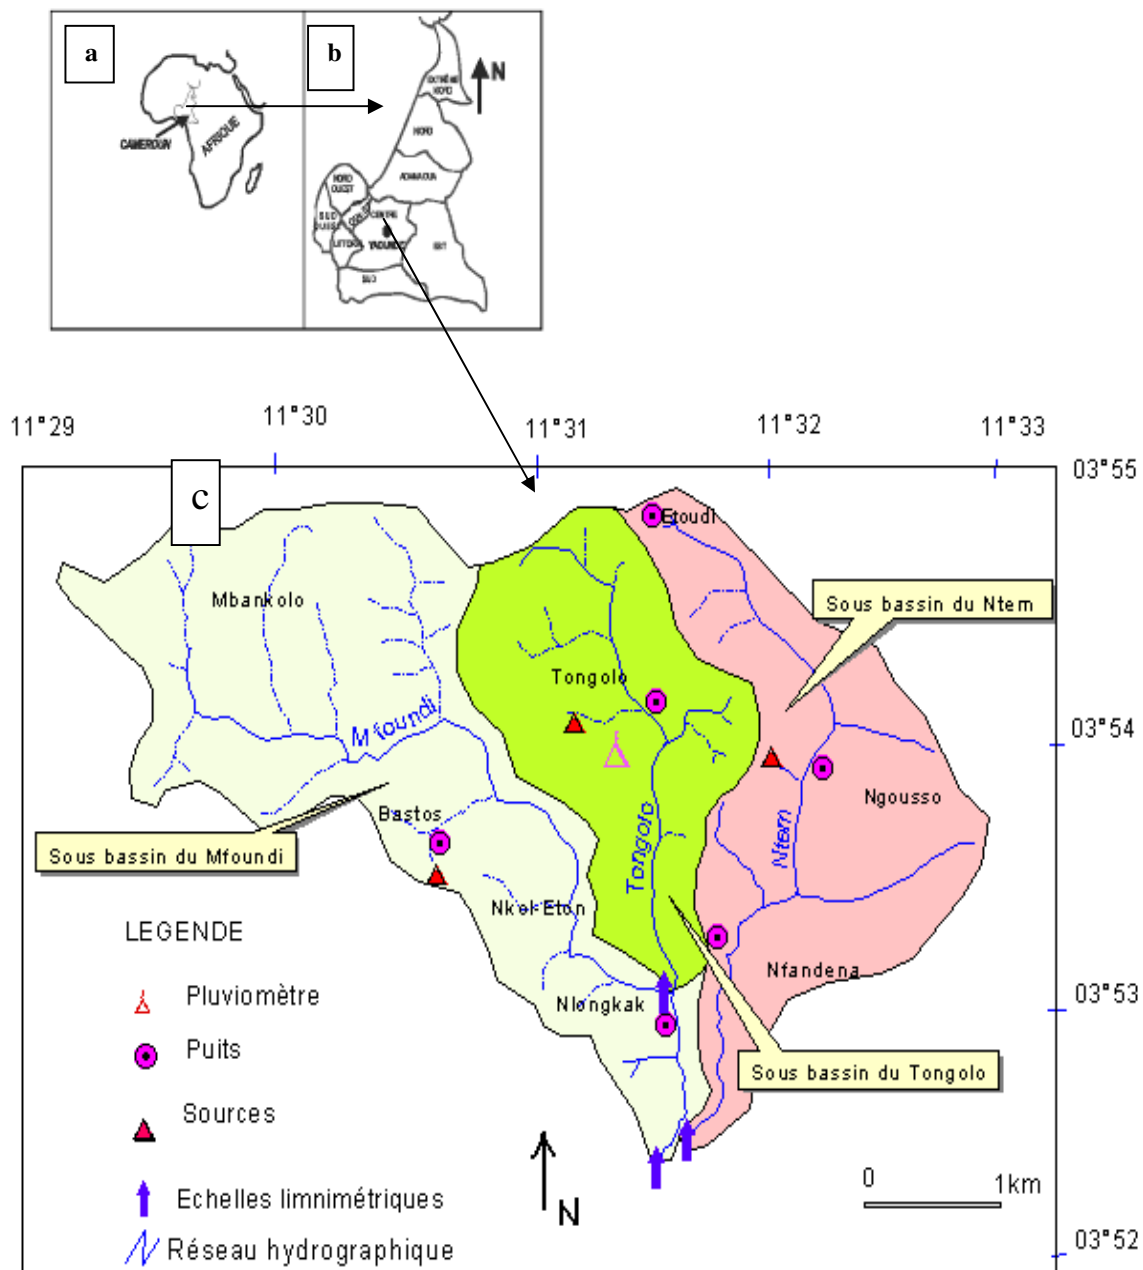 a
b
N
EXTRÊME
NORD
NORD
CAMEROUN
AFRIQUE
ADAMAOUA
NORD
OUEST
SUD
OUEST
CENTRE
LITTORAL
YAOUNDE
EST
SUD
11°29
11°30
11°31
11°32
11°33
03°55
c
Etoudi
Mbankolo
Sous bassin du Ntem
Tongolo
Mfoundi
03°54
Ngousso
Bastos
Tongolo
Ntem
Sous bassin du Mfoundi
Nkol-Eton
LEGENDE
Nfandena
Pluviomètre
Nlongkak
03°53
Puits
Sous bassin du Tongolo
Sources
0
1km
Echelles limnimétriques
N
03°52
Réseau hydrographique